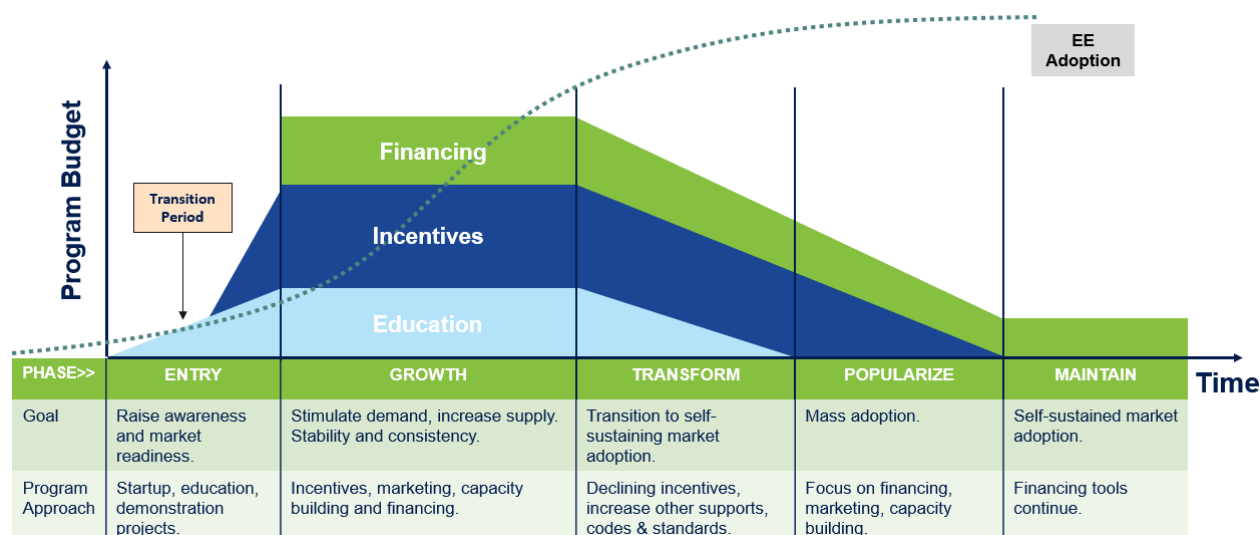 EE
Adoption
Program Budget
Financing
Transition
Period
Incentives
Education
PHASE>> ENTRY GROWTH TRANSFORM POPULARIZE MAINTAIN
Time
Goal
Raise awareness
and market
readiness.
Stimulate demand, increase supply.
Stability and consistency.
Transition to self-
sustaining market
adoption.
Mass adoption.
Self-sustained market
adoption.
Program
Approach
Startup, education,
demonstration
projects.
Incentives, marketing, capacity
building and financing.
Declining incentives,
increase other supports,
codes & standards.
Focus on financing,
marketing, capacity
building.
Financing tools
continue.